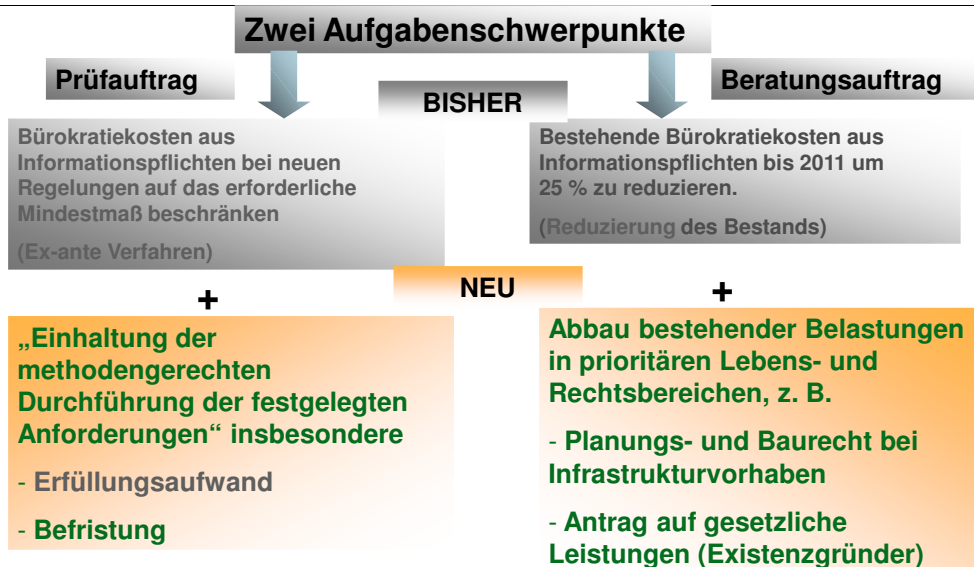 Zwei Aufgabenschwerpunkte
Prüfauftrag
Beratungsauftrag
BISHER
Bürokratiekosten aus
Informationspflichten bei neuen
Regelungen auf das erforderliche
Mindestmaß beschränken
(Ex-ante Verfahren)
Bestehende Bürokratiekosten aus
Informationspflichten bis 2011 um
25 % zu reduzieren.
(Reduzierung des Bestands)
NEU
+
„Einhaltung der
methodengerechten
Durchführung der festgelegten
Anforderungen“ insbesondere
- Erfüllungsaufwand
- Befristung
+
Abbau bestehender Belastungen
in prioritären Lebens- und
Rechtsbereichen, z. B.
- Planungs- und Baurecht bei
Infrastrukturvorhaben
- Antrag auf gesetzliche
Leistungen (Existenzgründer)